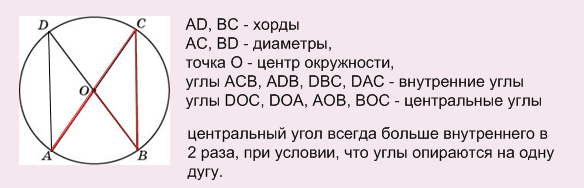 D
C
O
A
B
AD, BC - хорды
AC, BD - диаметры,
точка O - центр окружности,
углы ACB, ADB, DBC, DAC - внутренние углы
углы DOC, DOA, AOB, BOC - центральные углы
центральный угол всегда больше внутреннего в
2 раза, при условии, что углы опираются на одну
дугу.